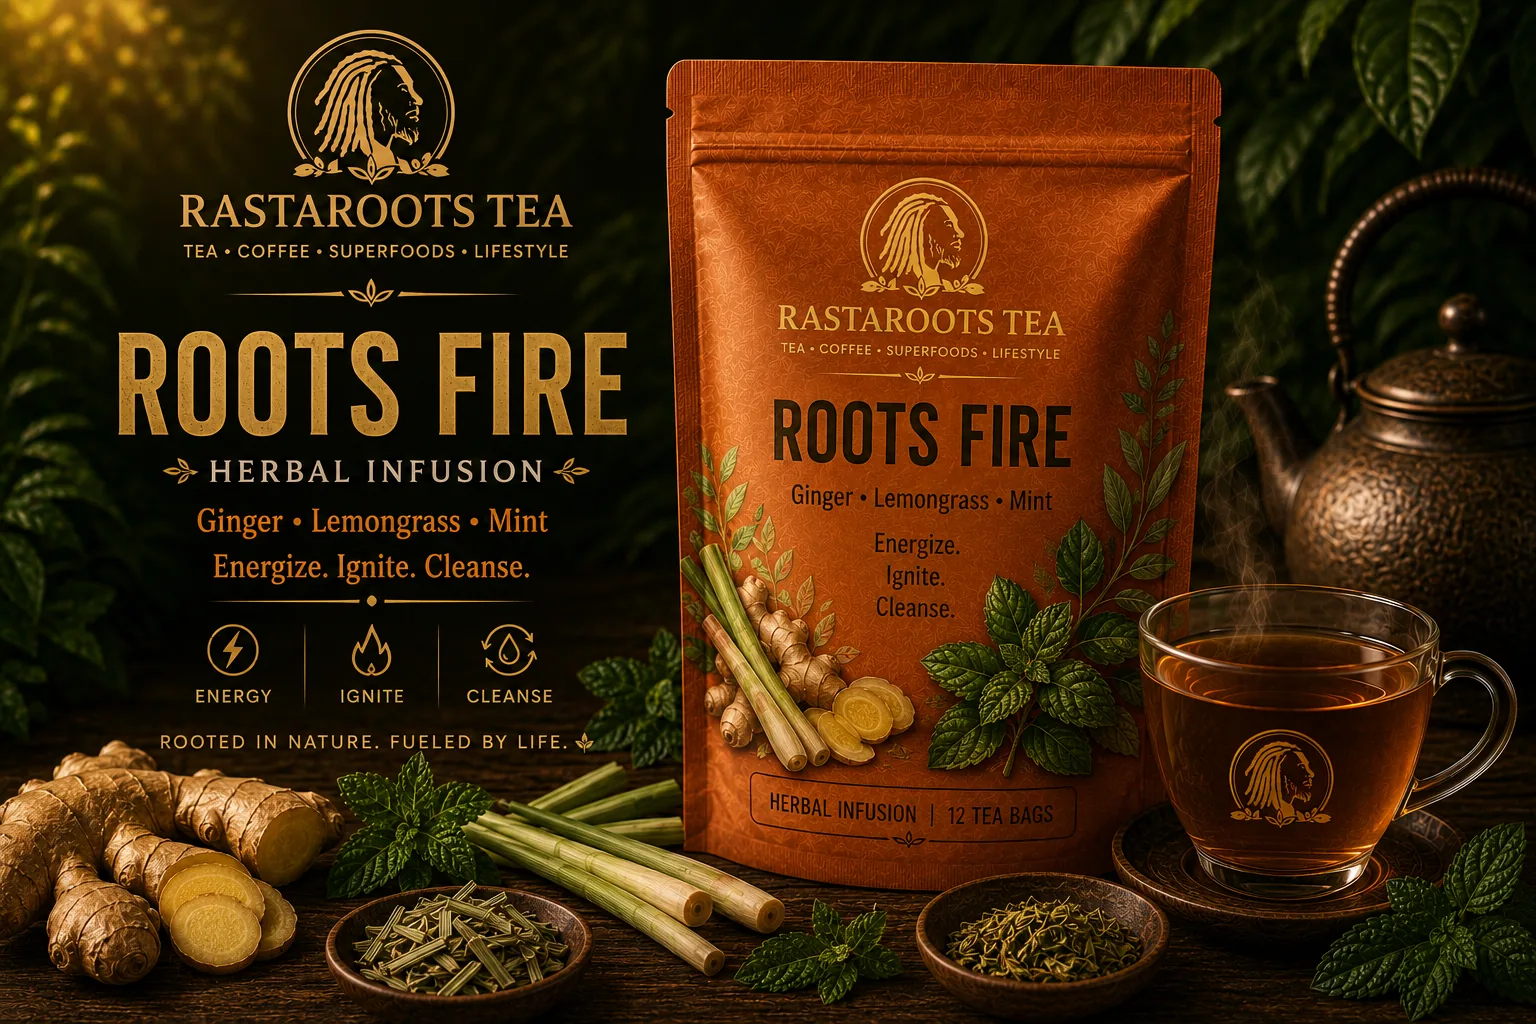 RASTAROOTS TEA
TEA • COFFEE • SUPERFOODS • LIFESTYLE
ROOTS FIRE
HERBAL INFUSION
Ginger • Lemongrass • Mint
Energize. Ignite. Cleanse.
ENERGY
IGNITE
CLEANSE
ROOTED IN NATURE. FUELED BY LIFE.
RASTAROOTS TEA
TEA • COFFEE • SUPERFOODS • LIFESTYLE
ROOTS FIRE
Ginger • Lemongrass • Mint
Energize.
Ignite.
Cleanse.
HERBAL INFUSION | 12 TEA BAGS